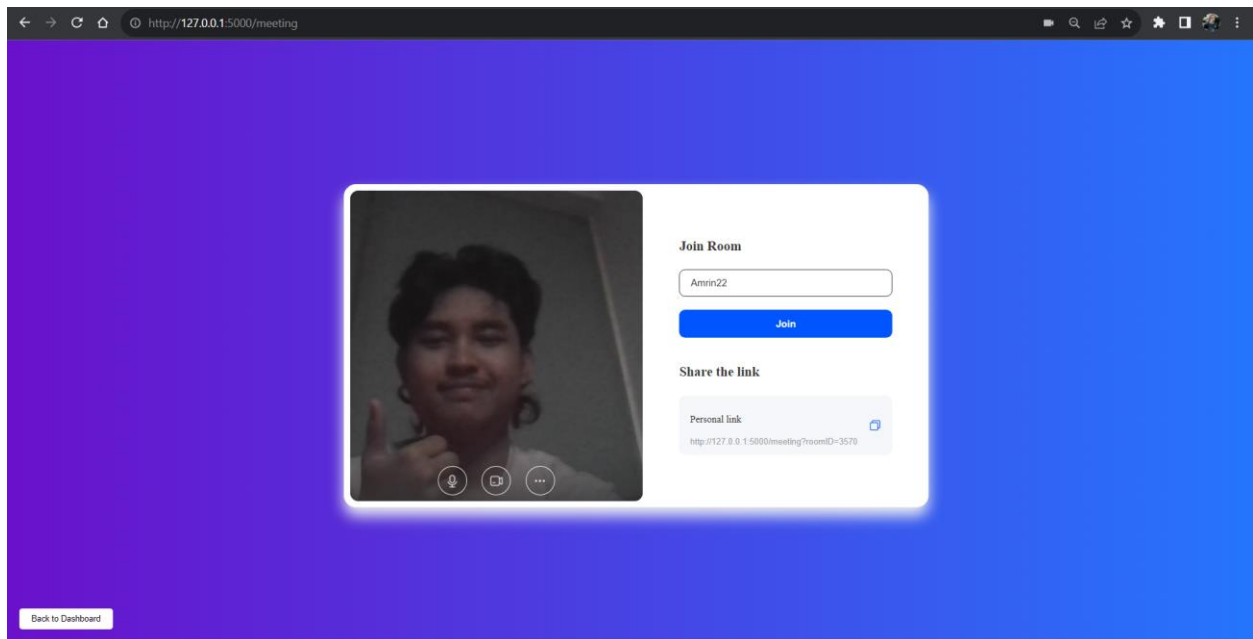 http://127.0.0.1:5000/meeting
Join Room
Amrin22
Join
Share the link
Personal link
http://127.0.0.1:5000/meeting?roomID=3570
Back to Dashboard